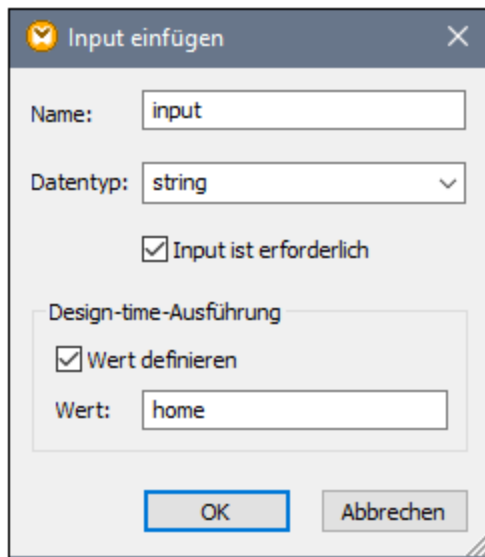 Input einfügen
Name: input
Datentyp: string
Input ist erforderlich
Design-time-Ausführung
Wert definieren
Wert: home
OK Abbrechen